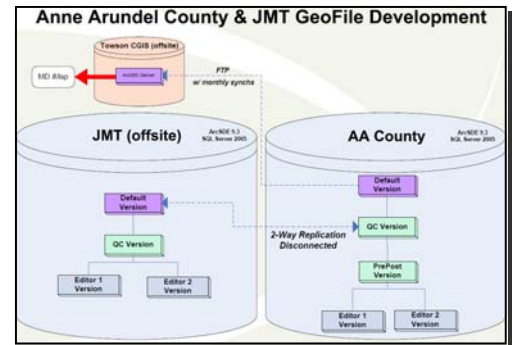 Anne Arundel County & JMT GeoFile Development
Towson CGIS (offsite)
MD iMap
ArcGIS Server
FTP
w/ monthly synchs
JMT (offsite)
ArcSDE 9.3
SQL Server 2005
AA County
ArcSDE 9.3
SQL Server 2005
Default
Version
Default
Version
QC Version
QC Version
2-Way Replication
Disconnected
PrePost
Version
Editor 1
Version
Editor 2
Version
Editor 1
Version
Editor 2
Version